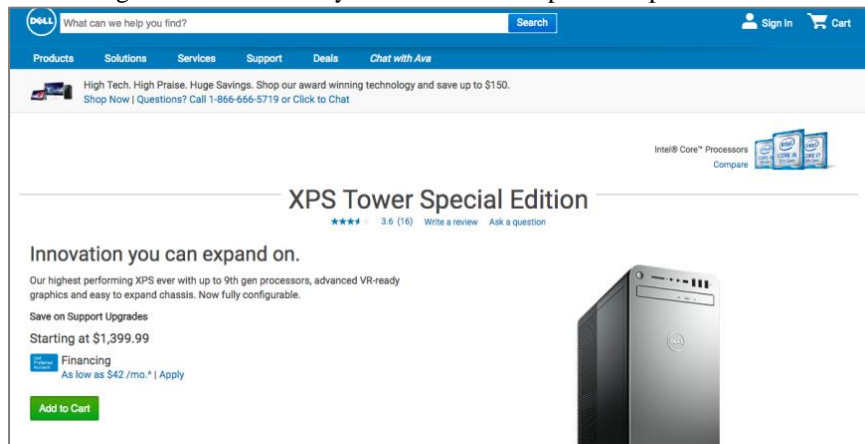 DELL
What can we help you find?
Search
Sign In
Cart
Products
Solutions
Services
Support
Deals
Chat with Ava
High Tech. High Praise. Huge Savings. Shop our award winning technology and save up to $150.
Shop Now | Questions? Call 1-866-666-5719 or Click to Chat
Intel® Core™ Processors
Compare
XPS Tower Special Edition
3.6 (16) Write a review Ask a question
Innovation you can expand on.
Our highest performing XPS ever with up to 9th gen processors, advanced VR-ready
graphics and easy to expand chassis. Now fully configurable.
Save on Support Upgrades
Starting at $1,399.99
Financing
As low as $42 /mo.^ | Apply
Add to Cart